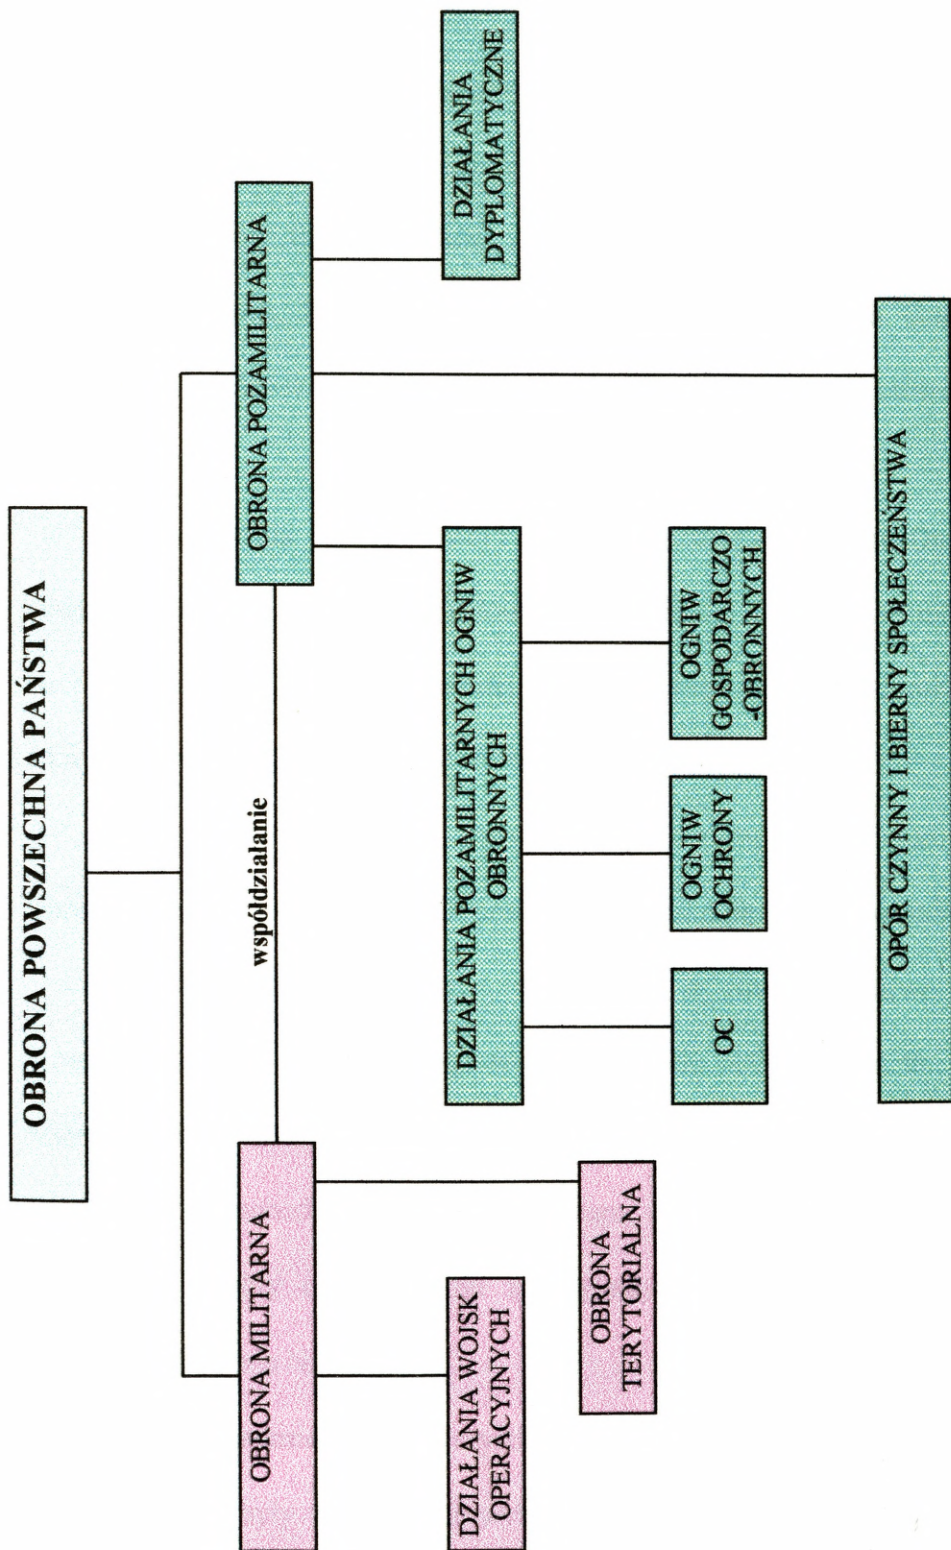 OBRONA POWSZECHNA PAŃSTWA
współdziałanie
OBRONA MILITARNA
OBRONA POZAMILITARNA
DZIAŁANIA WOJSK
OPERACYJNYCH
OBRONA
TERYTORIALNA
DZIAŁANIA POZAMILITARNYCH OGNIW
OBRONNYCH
DZIAŁANIA
DYPLOMATYCZNE
OC
OGNIW
OCHRONY
OGNIW
GOSPODARCZO
-OBRONNYCH
OPÓR CZYNNY I BIERNY SPOŁECZEŃSTWA